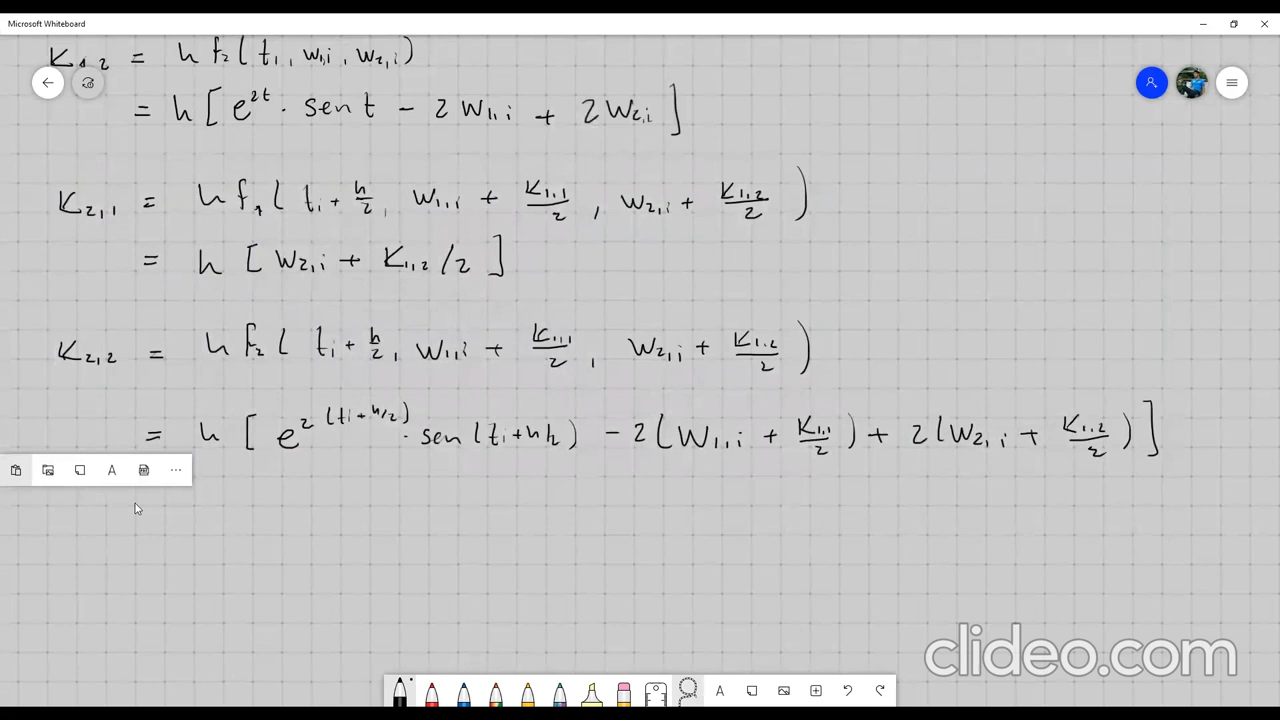 Microsoft Whiteboard
K1,2 = h f2 ( t1 , w1,i , w2,i )
= h [ e^2t · sen t - 2 W1,i + 2 W2,i ]
K2,1 = h f1 ( ti + h/2, W1,i + K1,1/2 , W2,i + K1,2/2 )
= h [ W2,i + K1,2 /2 ]
K2,2 = h f2 ( ti + h/2, W1,i + K1,1/2 , W2,i + K1,2/2 )
= h [ e^2(ti + h/2) · sen ( ti + h/2 ) - 2 ( W1,i + K1,1/2 ) + 2 ( W2,i + K1,2/2 ) ]
A
clideo.com
A